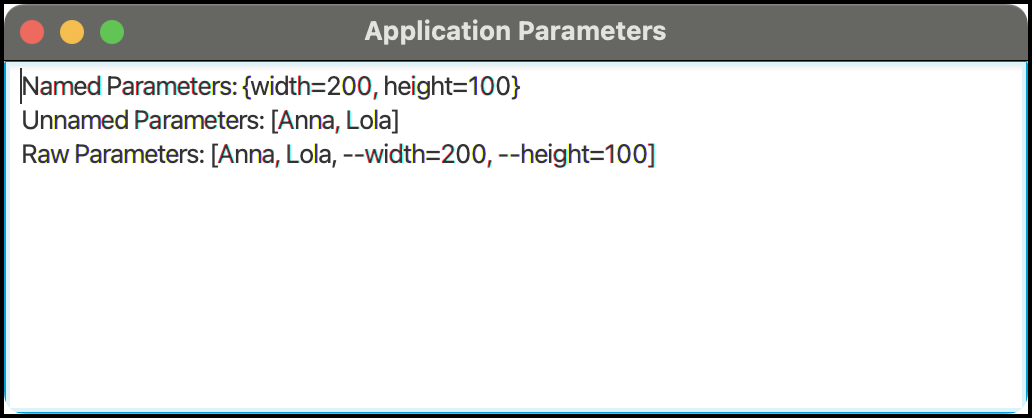 Application Parameters
Named Parameters: {width=200, height=100}
Unnamed Parameters: [Anna, Lola]
Raw Parameters: [Anna, Lola, --width=200, --height=100]